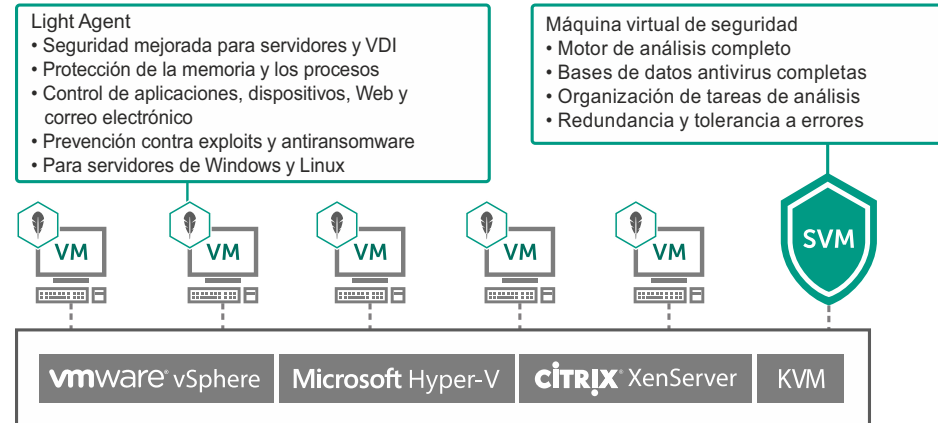 Light Agent
• Seguridad mejorada para servidores y VDI
• Protección de la memoria y los procesos
• Control de aplicaciones, dispositivos, Web y
correo electrónico
• Prevención contra exploits y antiransomware
• Para servidores de Windows y Linux
Máquina virtual de seguridad
• Motor de análisis completo
• Bases de datos antivirus completas
• Organización de tareas de análisis
• Redundancia y tolerancia a errores
VM
VM
VM
VM
VM
SVM
vmware® vSphere
Microsoft Hyper-V
CİTRIX® XenServer
KVM